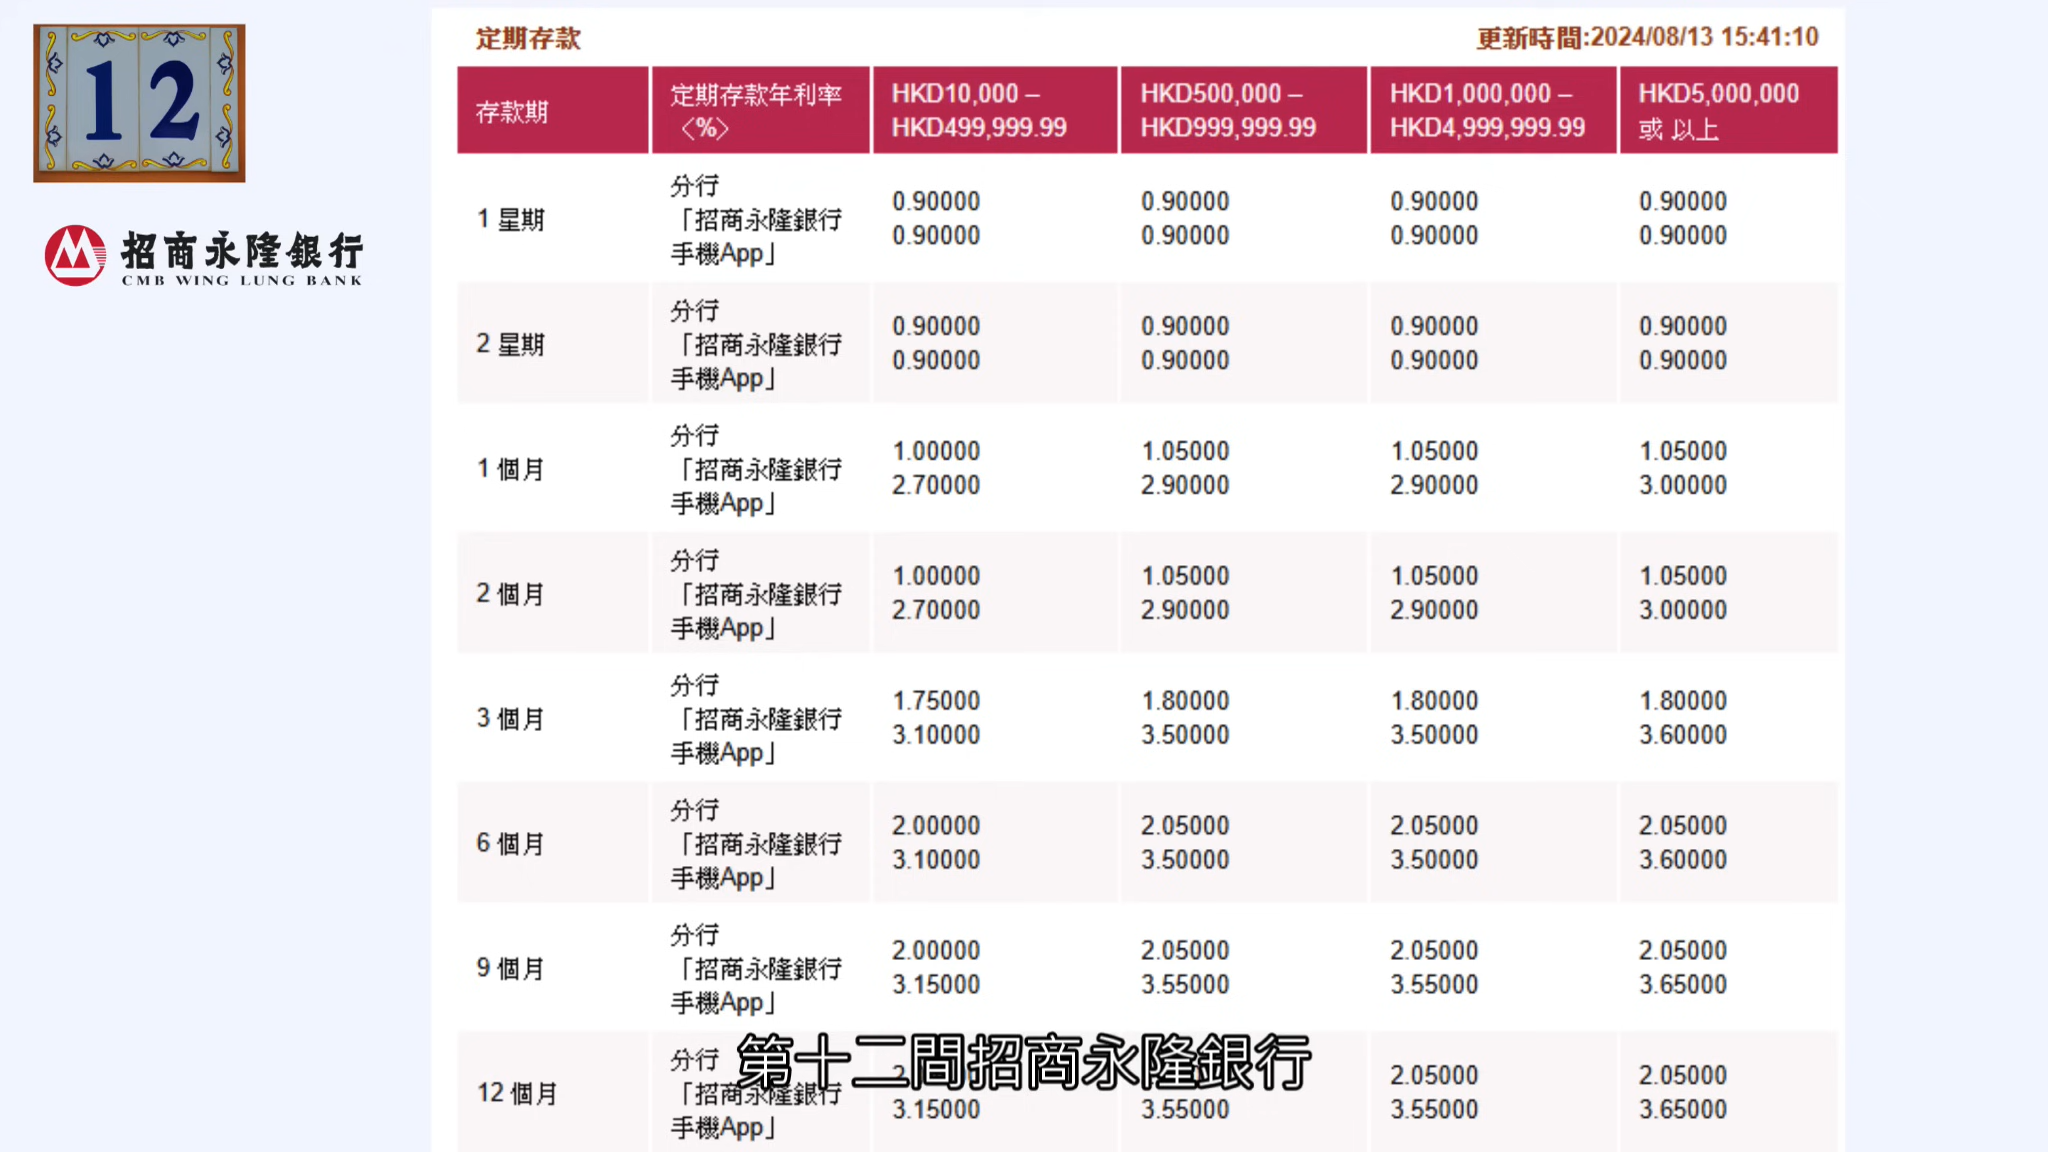 12
招商永隆銀行
CMB WING LUNG BANK
定期存款
更新時間:2024/08/13 15:41:10
存款期
定期存款年利率
〈%〉
HKD10,000 –
HKD499,999.99
HKD500,000 –
HKD999,999.99
HKD1,000,000 –
HKD4,999,999.99
HKD5,000,000
或 以上
1 星期
分行
「招商永隆銀行
手機App」
0.90000 0.90000 0.90000 0.90000
0.90000 0.90000 0.90000 0.90000
2 星期
分行
「招商永隆銀行
手機App」
0.90000 0.90000 0.90000 0.90000
0.90000 0.90000 0.90000 0.90000
1 個月
分行
「招商永隆銀行
手機App」
1.00000 1.05000 1.05000 1.05000
2.70000 2.90000 2.90000 3.00000
2 個月
分行
「招商永隆銀行
手機App」
1.00000 1.05000 1.05000 1.05000
2.70000 2.90000 2.90000 3.00000
3 個月
分行
「招商永隆銀行
手機App」
1.75000 1.80000 1.80000 1.80000
3.10000 3.50000 3.50000 3.60000
6 個月
分行
「招商永隆銀行
手機App」
2.00000 2.05000 2.05000 2.05000
3.10000 3.50000 3.50000 3.60000
9 個月
分行
「招商永隆銀行
手機App」
2.00000 2.05000 2.05000 2.05000
3.15000 3.55000 3.55000 3.65000
12 個月
分行
「招商永隆銀行
手機App」
2.05000 2.05000
3.15000 3.55000 3.55000 3.65000
第十二間招商永隆銀行